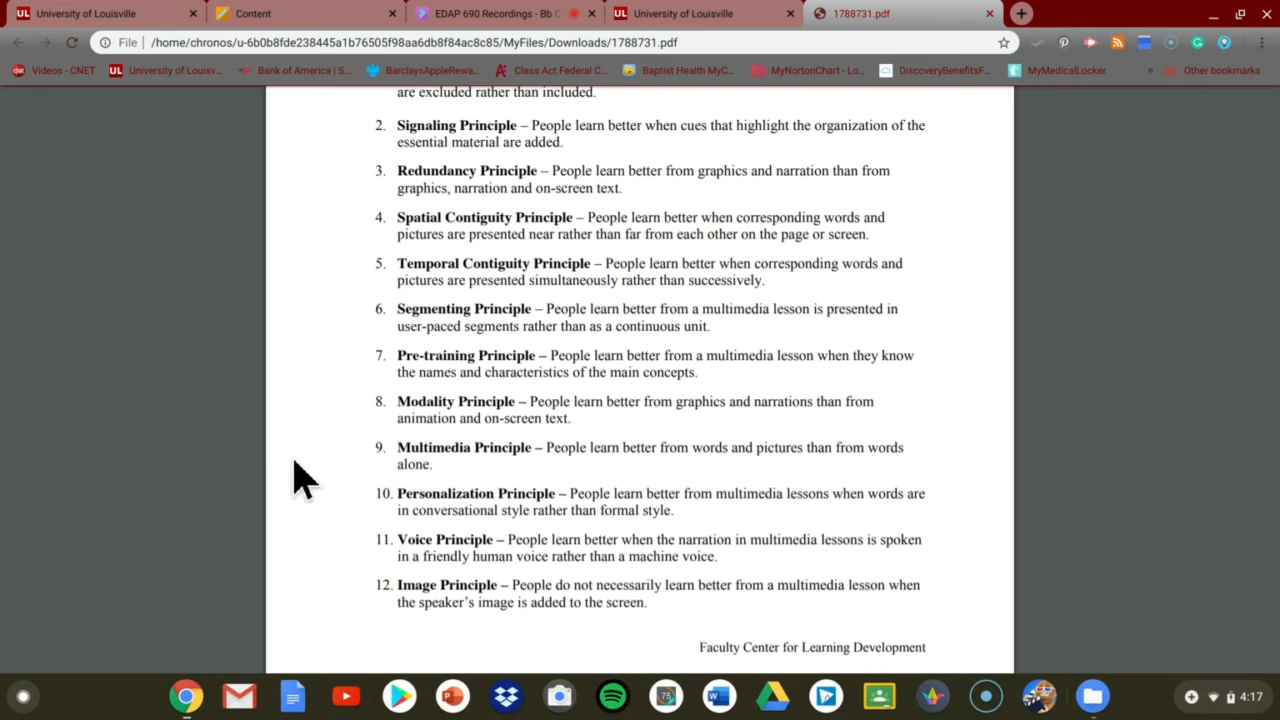 University of Louisville
Content
EDAP 690 Recordings - Bb C
University of Louisville
1788731.pdf
File | /home/chronos/u-6b0b8fde238445a1b76505f98aa6db8f84ac8c85/MyFiles/Downloads/1788731.pdf
Videos - CNET
University of Louisv...
Bank of America | S...
BarclaysAppleRewa...
Class Act Federal C...
Baptist Health MyC...
MyNortonChart - Lo...
DiscoveryBenefitsF...
MyMedicalLocker
»
Other bookmarks
are excluded rather than included.
2. Signaling Principle – People learn better when cues that highlight the organization of the
essential material are added.
3. Redundancy Principle – People learn better from graphics and narration than from
graphics, narration and on-screen text.
4. Spatial Contiguity Principle – People learn better when corresponding words and
pictures are presented near rather than far from each other on the page or screen.
5. Temporal Contiguity Principle – People learn better when corresponding words and
pictures are presented simultaneously rather than successively.
6. Segmenting Principle – People learn better from a multimedia lesson is presented in
user-paced segments rather than as a continuous unit.
7. Pre-training Principle – People learn better from a multimedia lesson when they know
the names and characteristics of the main concepts.
8. Modality Principle – People learn better from graphics and narrations than from
animation and on-screen text.
9. Multimedia Principle – People learn better from words and pictures than from words
alone.
10. Personalization Principle – People learn better from multimedia lessons when words are
in conversational style rather than formal style.
11. Voice Principle – People learn better when the narration in multimedia lessons is spoken
in a friendly human voice rather than a machine voice.
12. Image Principle – People do not necessarily learn better from a multimedia lesson when
the speaker's image is added to the screen.
Faculty Center for Learning Development
4:17